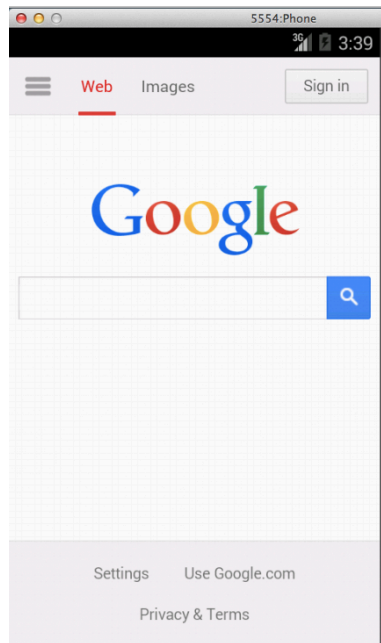 5554:Phone
3G 3:39
Web Images Sign in
Google
Settings Use Google.com
Privacy & Terms